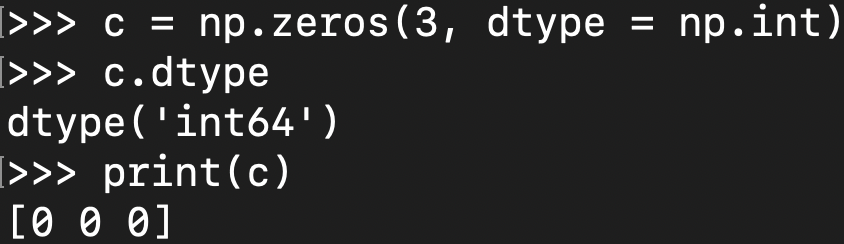 >>> c = np.zeros(3, dtype = np.int)
>>> c.dtype
dtype('int64')
>>> print(c)
[0 0 0]